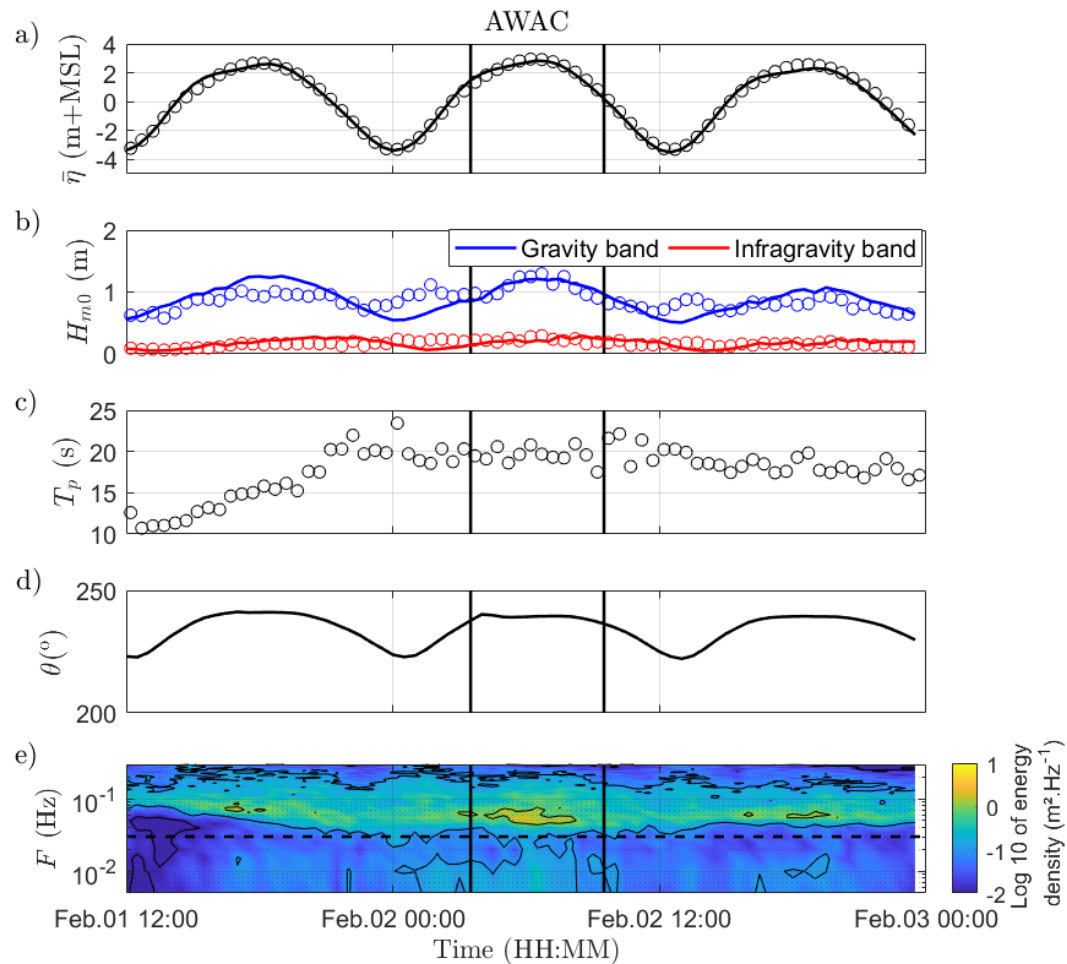 AWAC
a)
4
2
0
-2
-4
η̄ (m+MSL)
b)
2
1
0
H_{m0} (m)
Gravity band
Infragravity band
c)
25
20
15
10
T_p (s)
d)
250
200
θ(°)
e)
10⁻¹
10⁻²
F (Hz)
1
0
-1
-2
Log 10 of energy
density (m².Hz⁻¹)
Feb.01 12:00 Feb.02 00:00 Feb.02 12:00 Feb.03 00:00
Time (HH:MM)